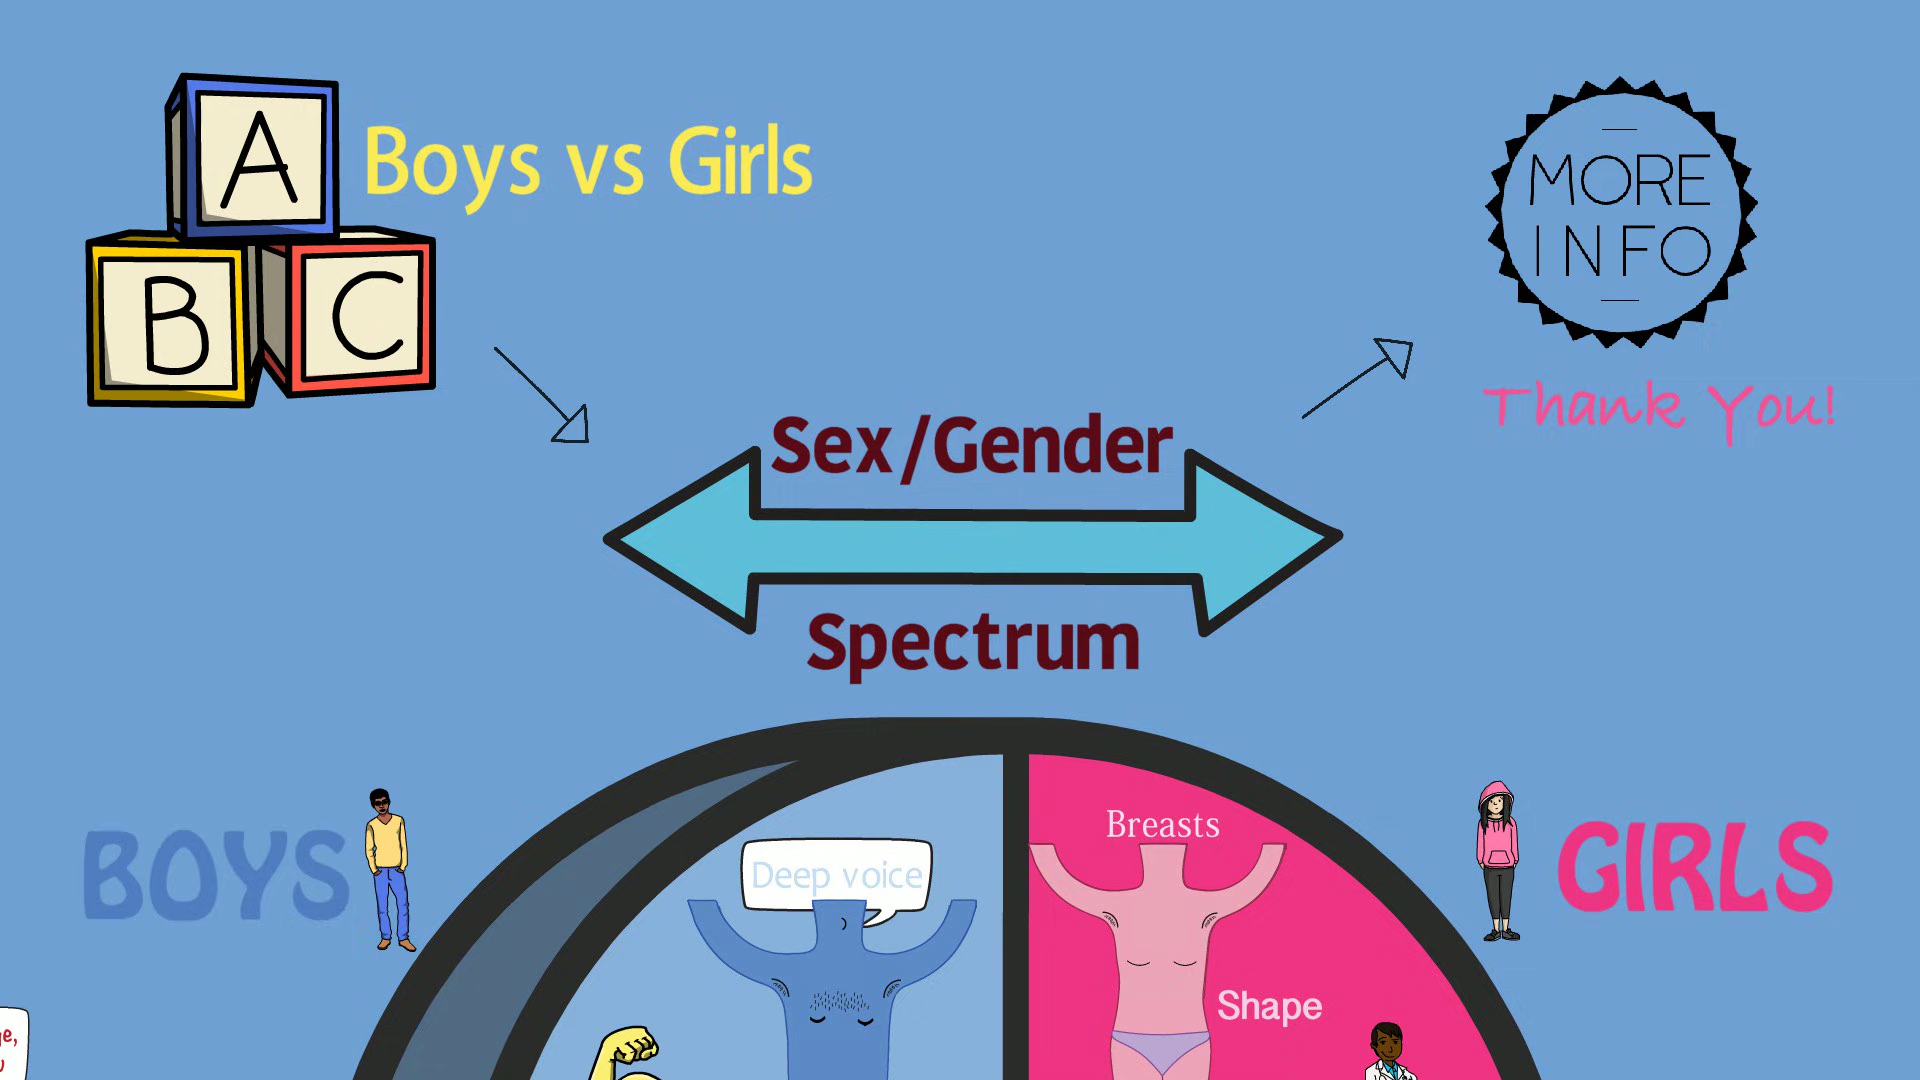 A
Boys vs Girls
B
C
MORE
INFO
Thank You!
Sex/Gender
Spectrum
BOYS
GIRLS
Breasts
Deep voice
Shape